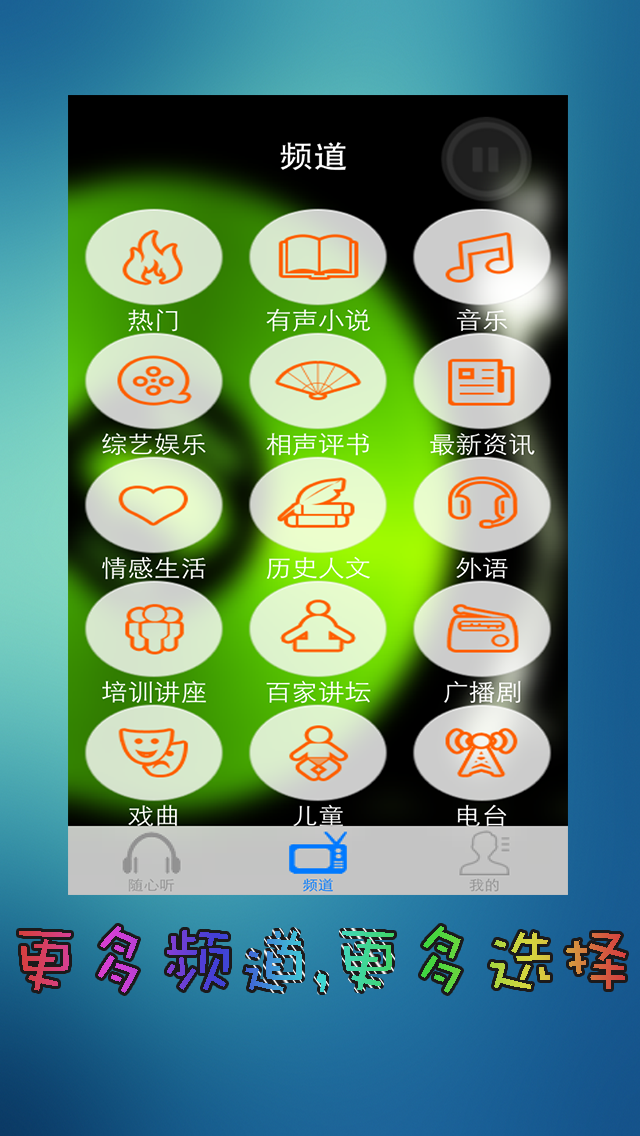 频道
热门 有声小说 音乐
综艺娱乐 相声评书 最新资讯
情感生活 历史人文 外语
培训讲座 百家讲坛 广播剧
戏曲 儿童 电台
随心听 频道 我的
更多频道,更多选择